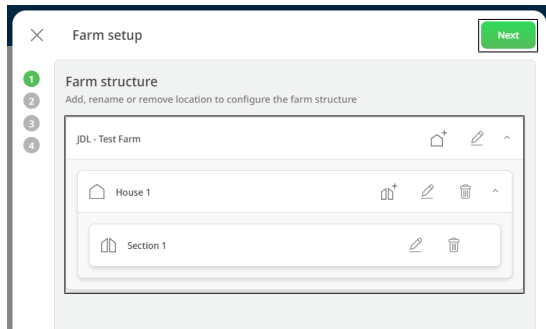 Farm setup
Next
1
Farm structure
2
Add, rename or remove location to configure the farm structure
3
4
JDL - Test Farm
House 1
Section 1